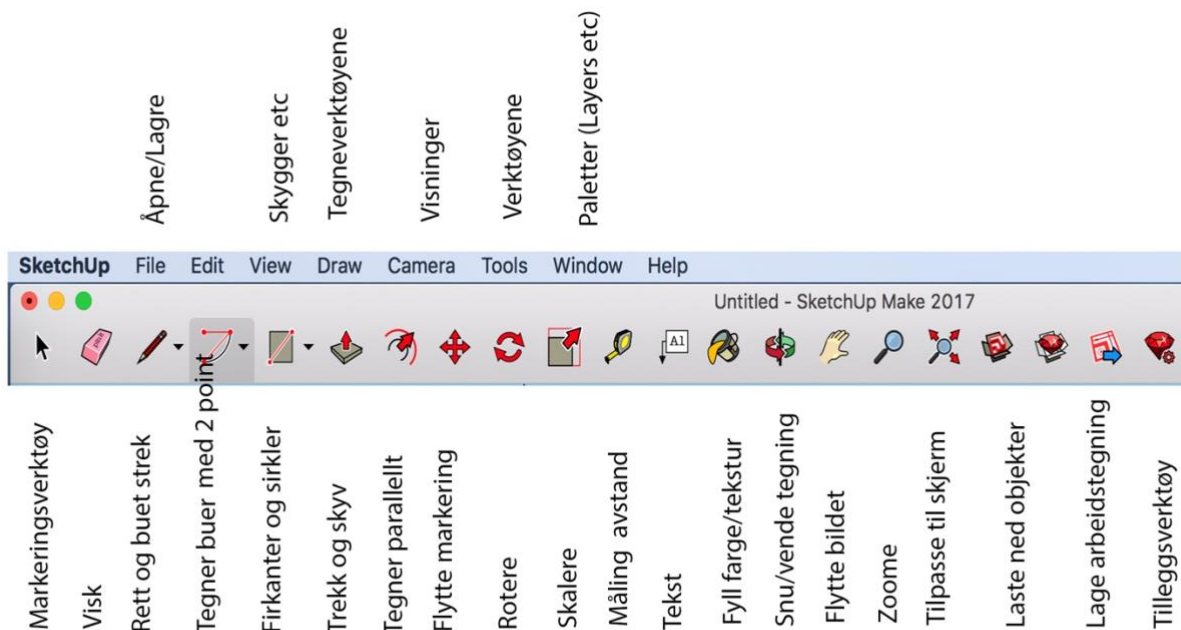 Åpne/Lagre
Skygger etc
Tegneverktøyene
Visninger
Verktøyene
Paletter (Layers etc)
SketchUp File Edit View Draw Camera Tools Window Help
Untitled - SketchUp Make 2017
A1
Markeringsverktøy
Visk
Rett og buet strek
Tegner buer med 2 point
Firkanter og sirkler
Trekk og skyv
Tegner parallellt
Flytte markering
Rotere
Skalere
Måling avstand
Tekst
Fyll farge/tekstur
Snu/vende tegning
Flytte bildet
Zoome
Tilpasse til skjerm
Laste ned objekter
Lage arbeidstegning
Tilleggsverktøy